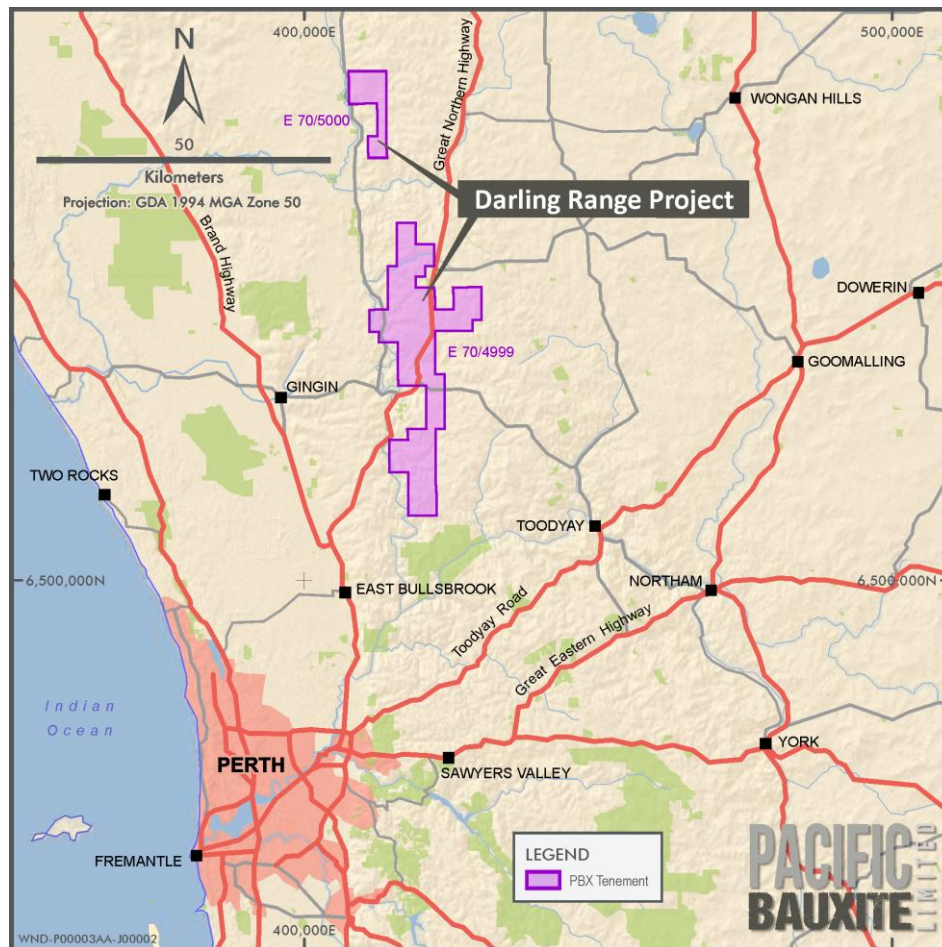 400,000E
500,000E
N
WONGAN HILLS
E 70/5000
Great Northern Highway
50
Kilometers
Projection: GDA 1994 MGA Zone 50
Darling Range Project
Brand Highway
DOWERIN
E 70/4999
GOOMALLING
GINGIN
TWO ROCKS
TOODYAY
6,500,000N
6,500,000N
NORTHAM
EAST BULLSBROOK
Toodyay Road
Great Eastern Highway
Indian
Ocean
YORK
PERTH
SAWYERS VALLEY
FREMANTLE
LEGEND
PBX Tenement
PACIFIC
BAUXITE
LIMITED
WND-P00003AA-J00002
400,000E